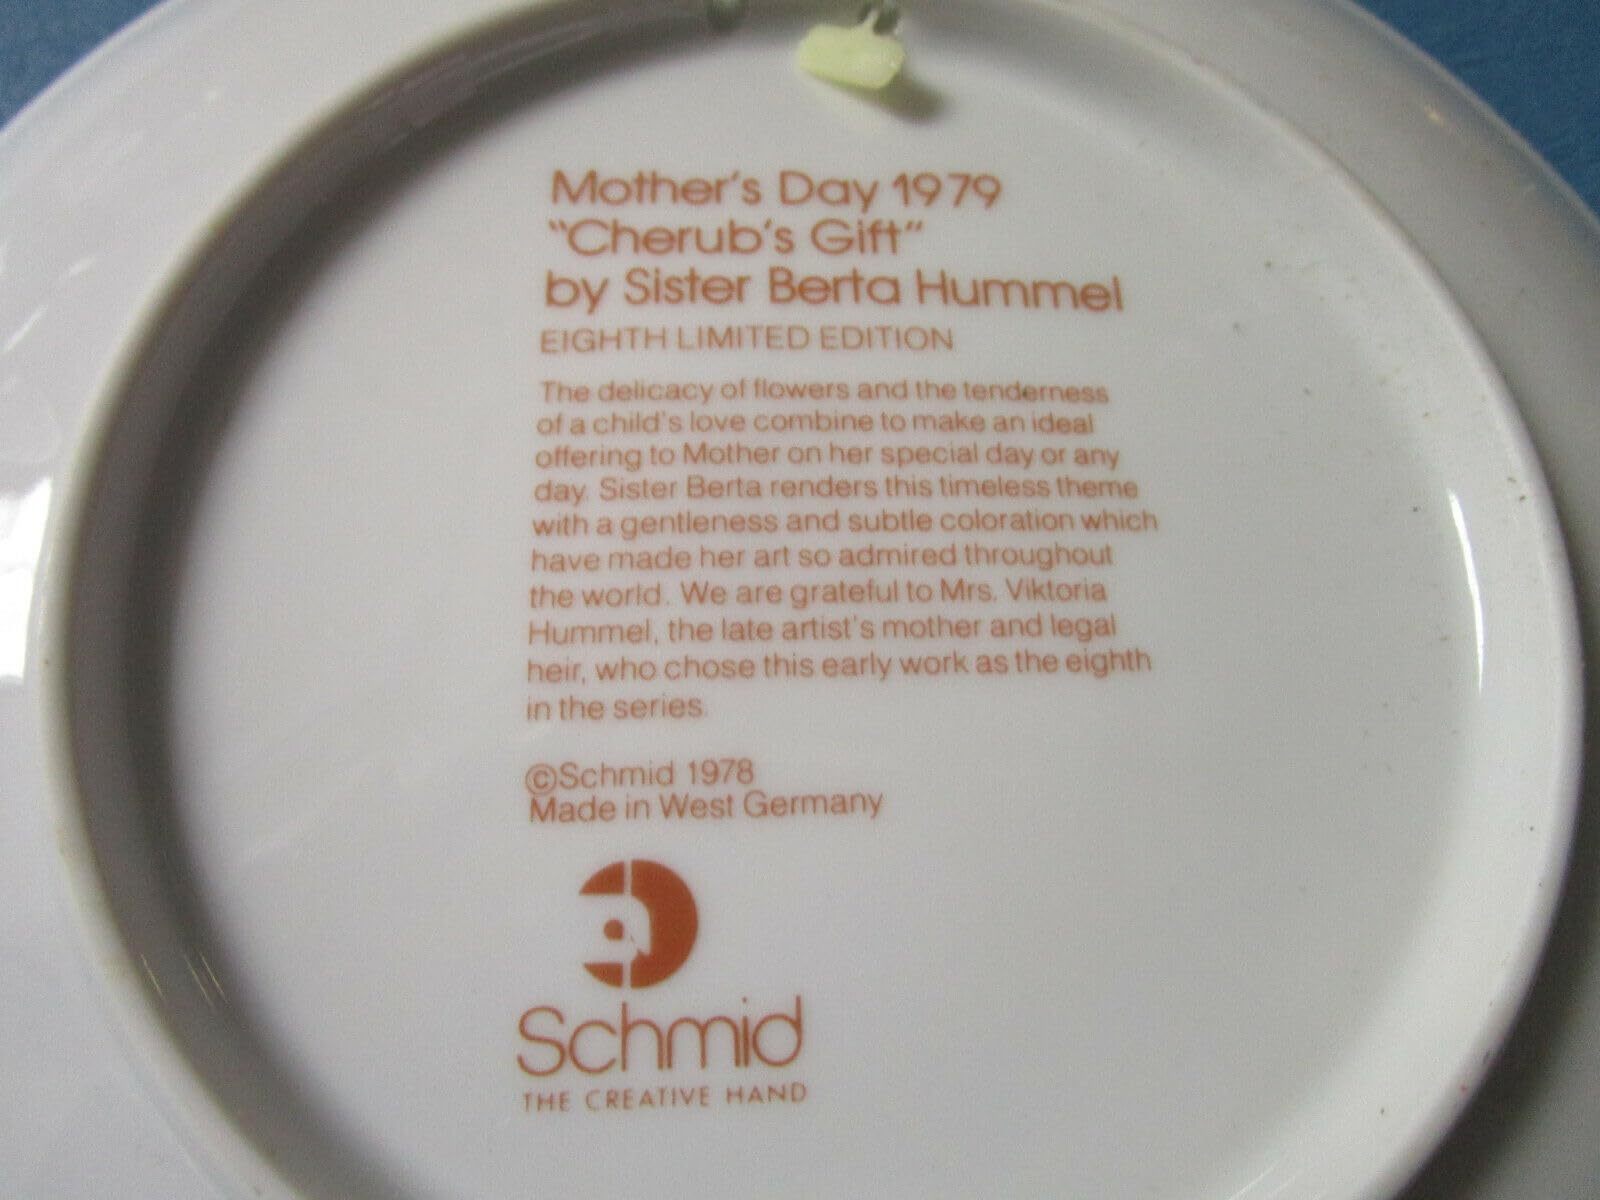 Mother's Day 1979
"Cherub's Gift"
by Sister Berta Hummel
EIGHTH LIMITED EDITION
The delicacy of flowers and the tenderness
of a child's love combine to make an ideal
offering to Mother on her special day or any
day. Sister Berta renders this timeless theme
with a gentleness and subtle coloration which
have made her art so admired throughout
the world. We are grateful to Mrs. Viktoria
Hummel, the late artist's mother and legal
heir, who chose this early work as the eighth
in the series.
©Schmid 1978
Made in West Germany
Schmid
THE CREATIVE HAND